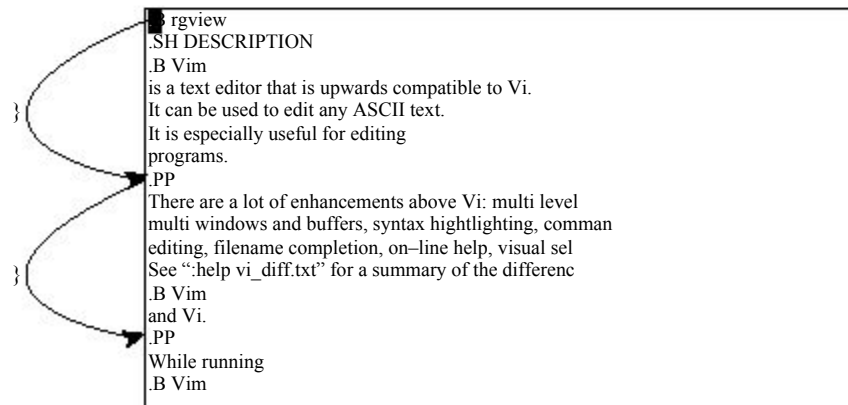 .B rgview
.SH DESCRIPTION
.B Vim
is a text editor that is upwards compatible to Vi.
It can be used to edit any ASCII text.
It is especially useful for editing
programs.
}
.PP
There are a lot of enhancements above Vi: multi level
multi windows and buffers, syntax hightlighting, comman
editing, filename completion, on–line help, visual sel
See “:help vi_diff.txt” for a summary of the differenc
}
.B Vim
and Vi.
.PP
While running
.B Vim